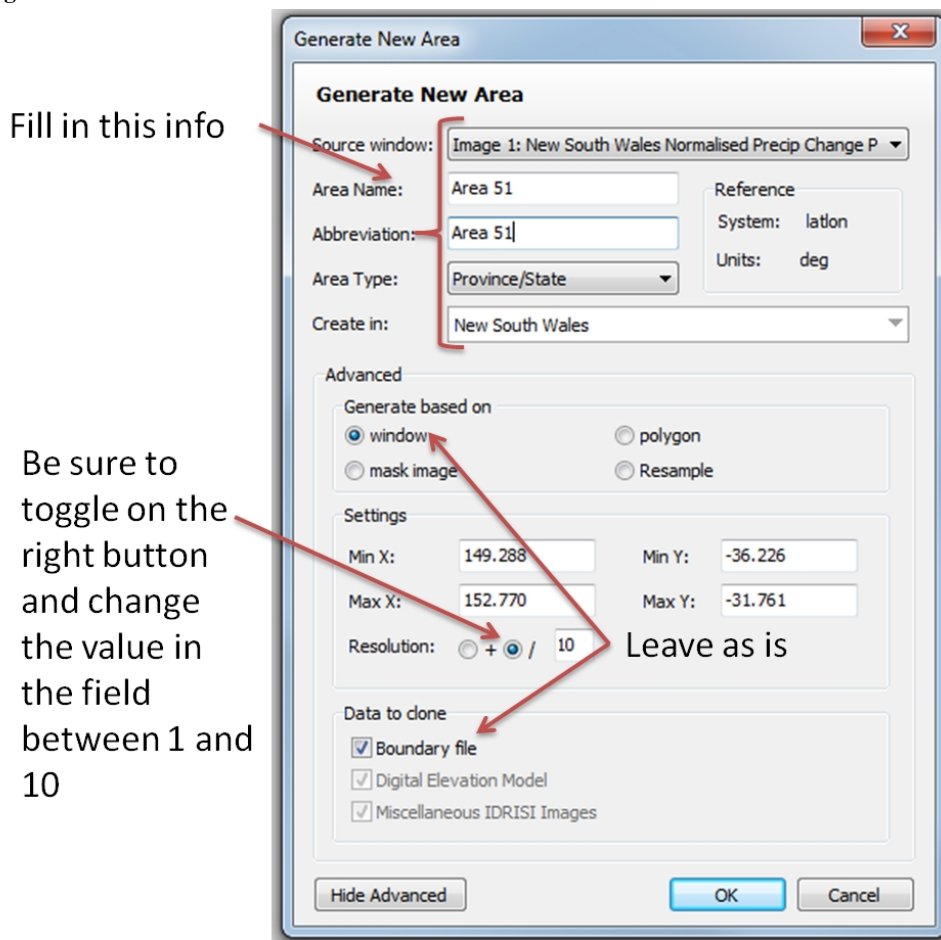 Generate New Area
Generate New Area
Fill in this info
Source window: Image 1: New South Wales Normalised Precip Change P
Area Name: Area 51
Reference
Abbreviation: Area 51
System: latlon
Units: deg
Area Type: Province/State
Create in: New South Wales
Advanced
Generate based on
window polygon
mask image Resample
Be sure to
toggle on the
right button
and change
the value in
the field
between 1 and
10
Settings
Min X: 149.288 Min Y: -36.226
Max X: 152.770 Max Y: -31.761
Resolution: + / 10
Leave as is
Data to clone
Boundary file
Digital Elevation Model
Miscellaneous IDRISI Images
Hide Advanced OK Cancel